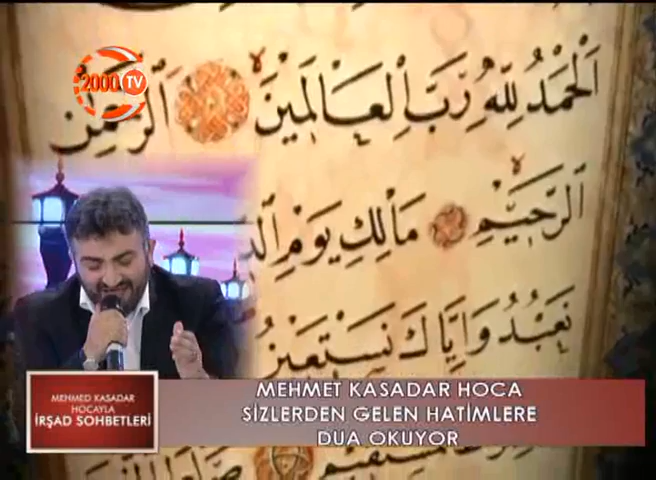 2000 TV
الْحَمْدُ لِلَّهِ رَبِّ الْعَالَمِينَ الرَّحْمٰنِ
الرَّحِيمِ مَالِكِ يَوْمِ
نَعْبُدُ وَإِيَّاكَ نَسْتَعِينُ
MEHMED KASADAR
HOCAYLA
İRŞAD SOHBETLERİ
MEHMET KASADAR HOCA
SİZLERDEN GELEN HATİMLERE
DUA OKUYOR